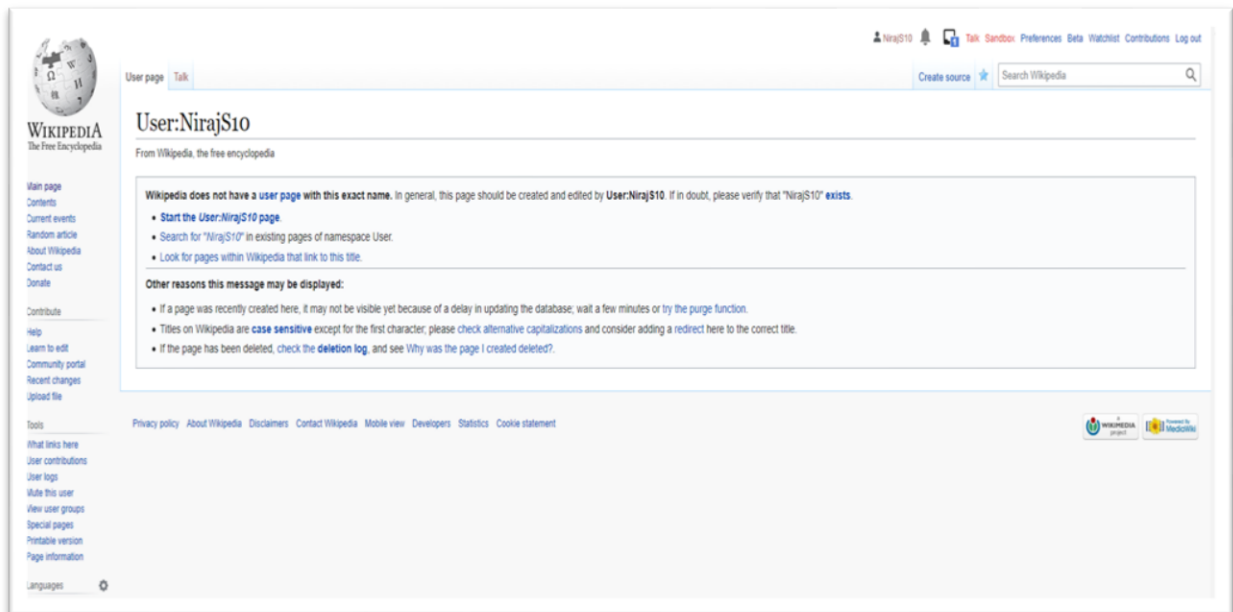 NirajS10 1 Talk Sandbox Preferences Beta Watchlist Contributions Log out
User page Talk Create source Search Wikipedia
WIKIPEDIA
The Free Encyclopedia
User:NirajS10
From Wikipedia, the free encyclopedia
Wikipedia does not have a user page with this exact name. In general, this page should be created and edited by User:NirajS10. If in doubt, please verify that "NirajS10" exists.
• Start the User:NirajS10 page.
• Search for "NirajS10" in existing pages of namespace User.
• Look for pages within Wikipedia that link to this title.
Other reasons this message may be displayed:
• If a page was recently created here, it may not be visible yet because of a delay in updating the database; wait a few minutes or try the purge function.
• Titles on Wikipedia are case sensitive except for the first character; please check alternative capitalizations and consider adding a redirect here to the correct title.
• If the page has been deleted, check the deletion log, and see Why was the page I created deleted?.
Main page
Contents
Current events
Random article
About Wikipedia
Contact us
Donate
Contribute
Help
Learn to edit
Community portal
Recent changes
Upload file
Tools
What links here
User contributions
User logs
Mute this user
View user groups
Special pages
Printable version
Page information
Languages
Privacy policy About Wikipedia Disclaimers Contact Wikipedia Mobile view Developers Statistics Cookie statement
A
WIKIMEDIA
project
Powered By
MediaWiki